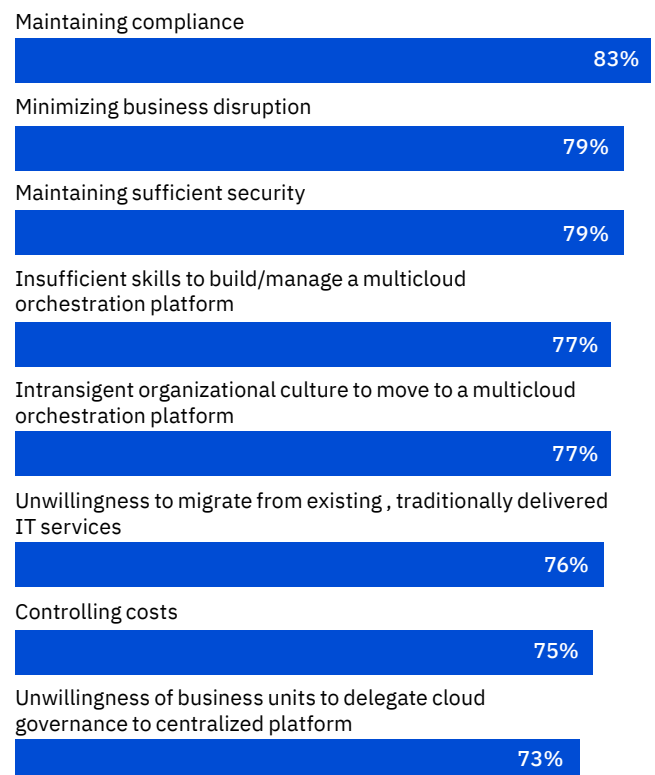 Maintaining compliance
83%
Minimizing business disruption
79%
Maintaining sufficient security
79%
Insufficient skills to build/manage a multicloud
orchestration platform
77%
Intransigent organizational culture to move to a multicloud
orchestration platform
77%
Unwillingness to migrate from existing , traditionally delivered
IT services
76%
Controlling costs
75%
Unwillingness of business units to delegate cloud
governance to centralized platform
73%